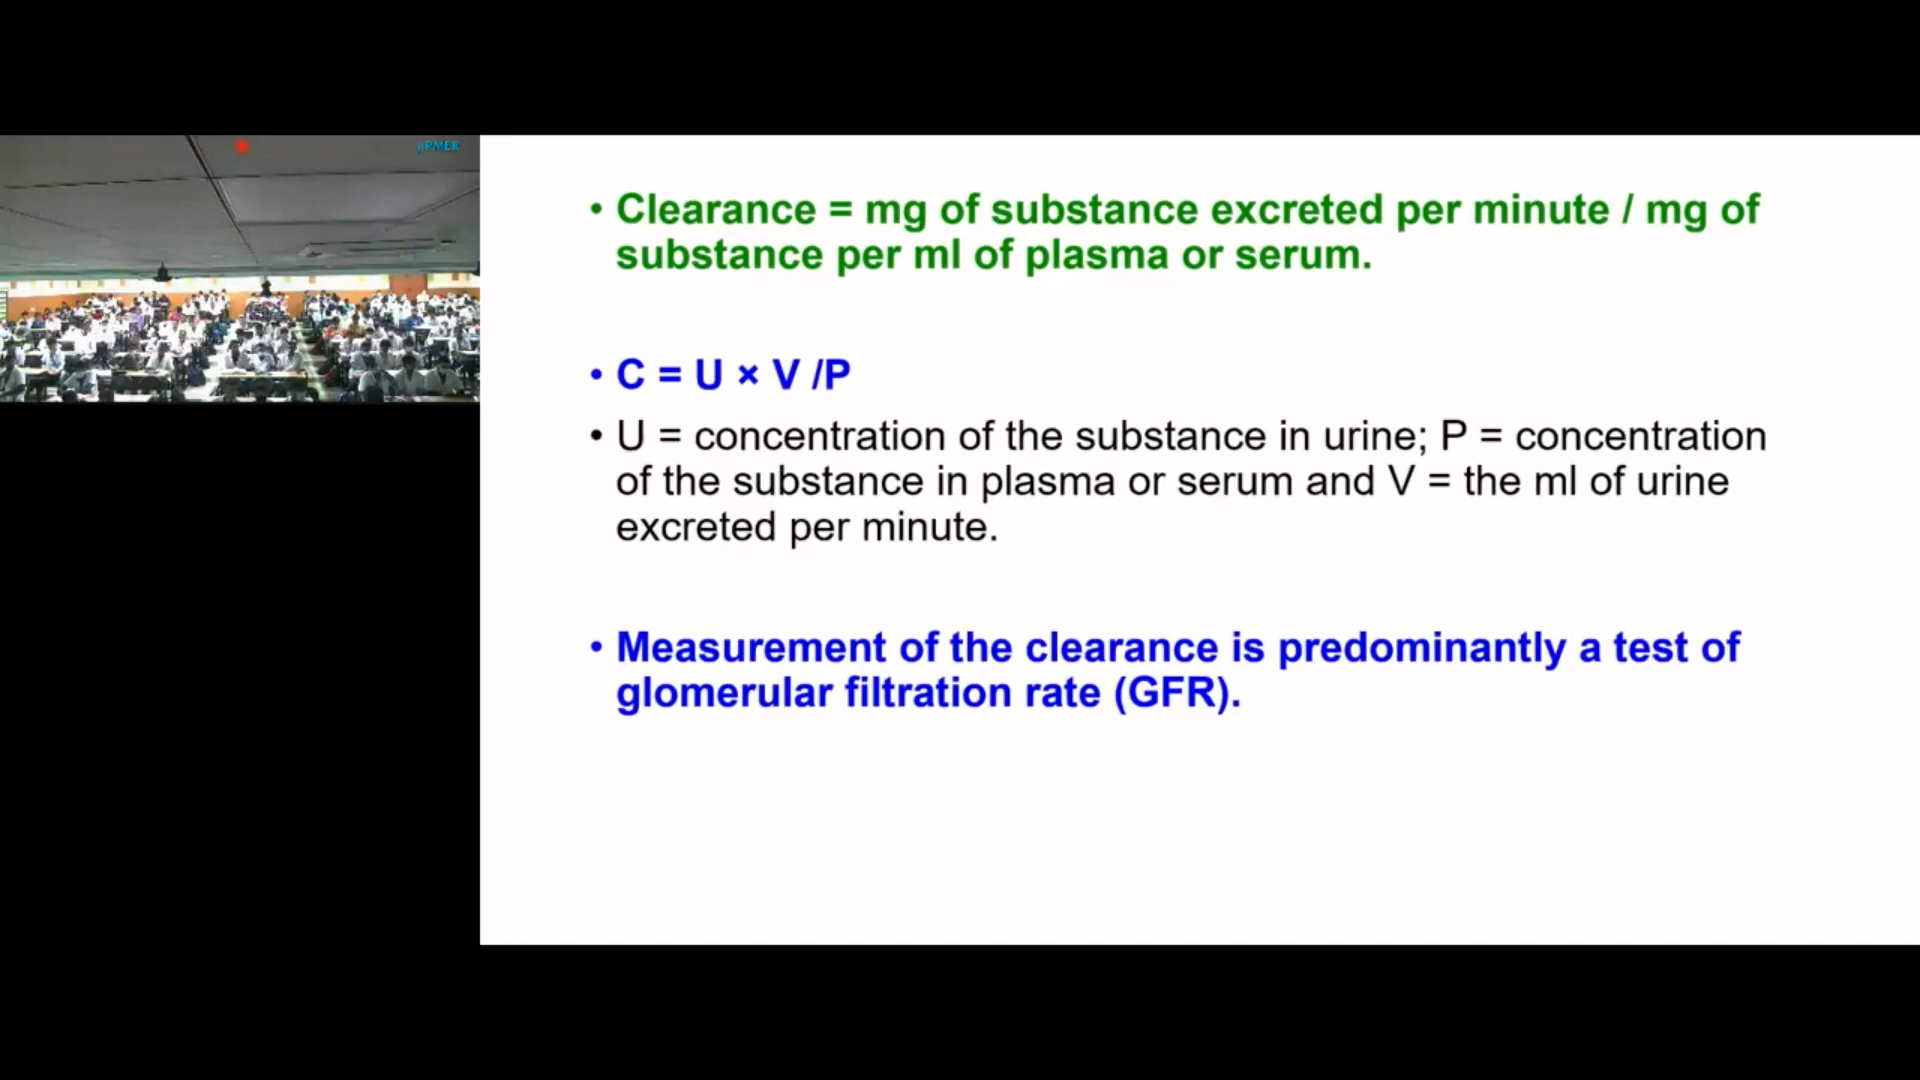 JIPMER
• Clearance = mg of substance excreted per minute / mg of
substance per ml of plasma or serum.
• C = U × V /P
• U = concentration of the substance in urine; P = concentration
of the substance in plasma or serum and V = the ml of urine
excreted per minute.
• Measurement of the clearance is predominantly a test of
glomerular filtration rate (GFR).